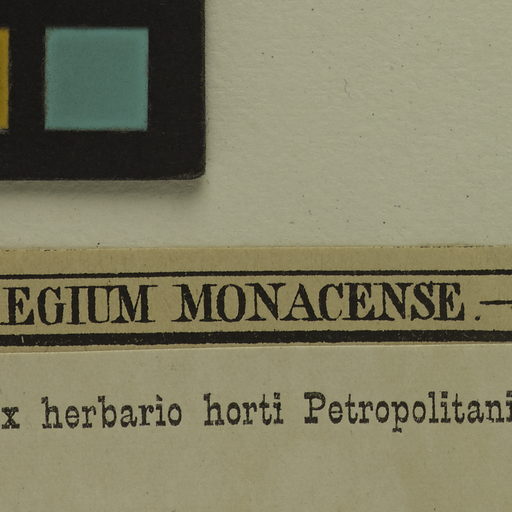 EGIUM MONACENSE. —
x herbario horti Petropolitani